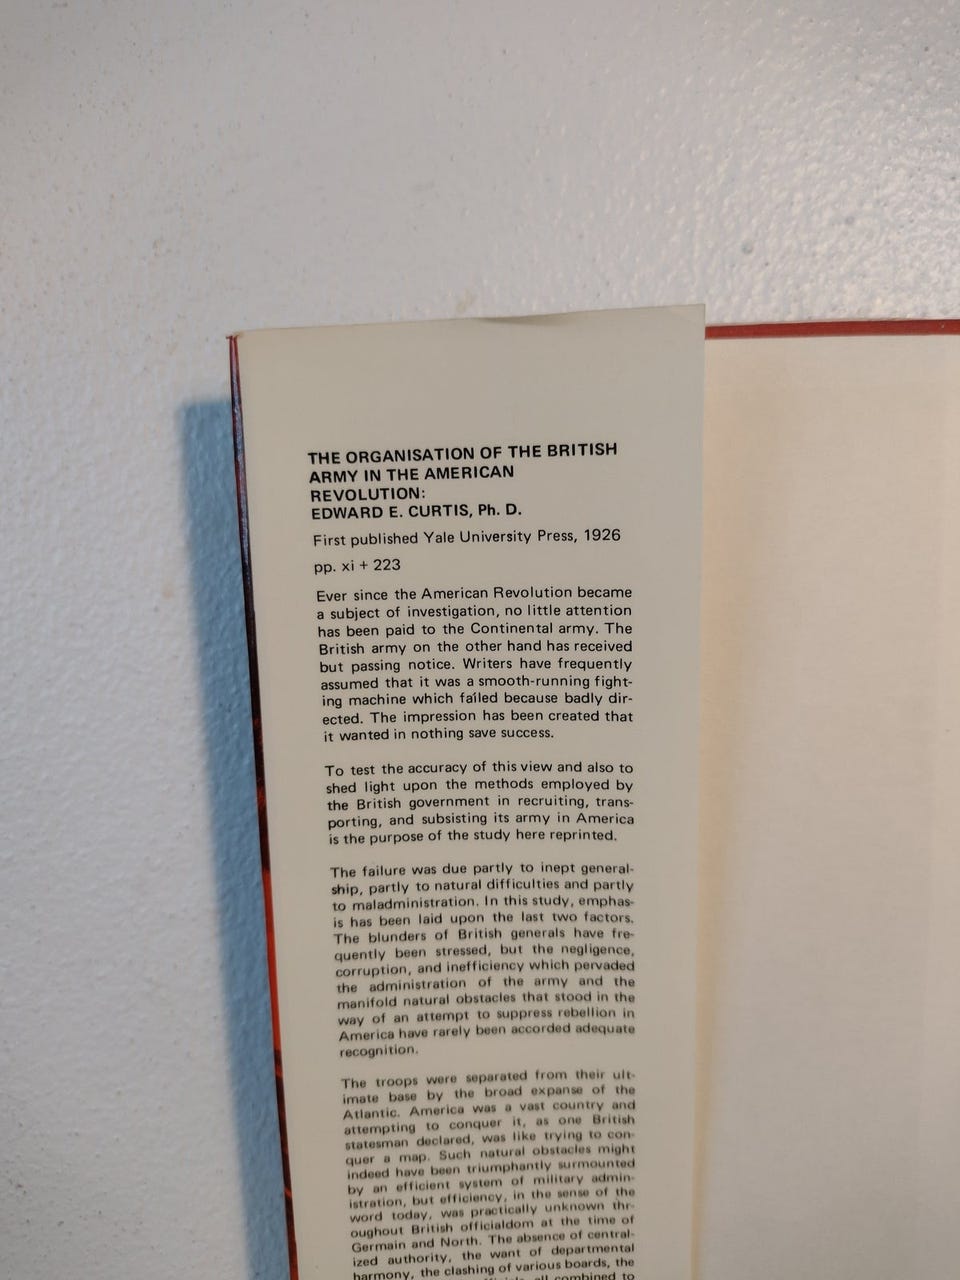 THE ORGANISATION OF THE BRITISH
ARMY IN THE AMERICAN
REVOLUTION:
EDWARD E. CURTIS, Ph. D.
First published Yale University Press, 1926
pp. xi + 223
Ever since the American Revolution became
a subject of investigation, no little attention
has been paid to the Continental army. The
British army on the other hand has received
but passing notice. Writers have frequently
assumed that it was a smooth-running fight-
ing machine which failed because badly dir-
ected. The impression has been created that
it wanted in nothing save success.
To test the accuracy of this view and also to
shed light upon the methods employed by
the British government in recruiting, trans-
porting, and subsisting its army in America
is the purpose of the study here reprinted.
The failure was due partly to inept general-
ship, partly to natural difficulties and partly
to maladministration. In this study, emphas-
is has been laid upon the last two factors.
The blunders of British generals have fre-
quently been stressed, but the negligence,
corruption, and inefficiency which pervaded
the administration of the army and the
manifold natural obstacles that stood in the
way of an attempt to suppress rebellion in
America have rarely been accorded adequate
recognition.
The troops were separated from their ult-
imate base by the broad expanse of the
Atlantic. America was a vast country and
attempting to conquer it, as one British
statesman declared, was like trying to con-
quer a map. Such natural obstacles might
indeed have been triumphantly surmounted
by an efficient system of military admin-
istration, but efficiency, in the sense of the
word today, was practically unknown thr-
oughout British officialdom at the time of
Germain and North. The absence of central-
ized authority, the want of departmental
harmony, the clashing of various boards, the
all combined to